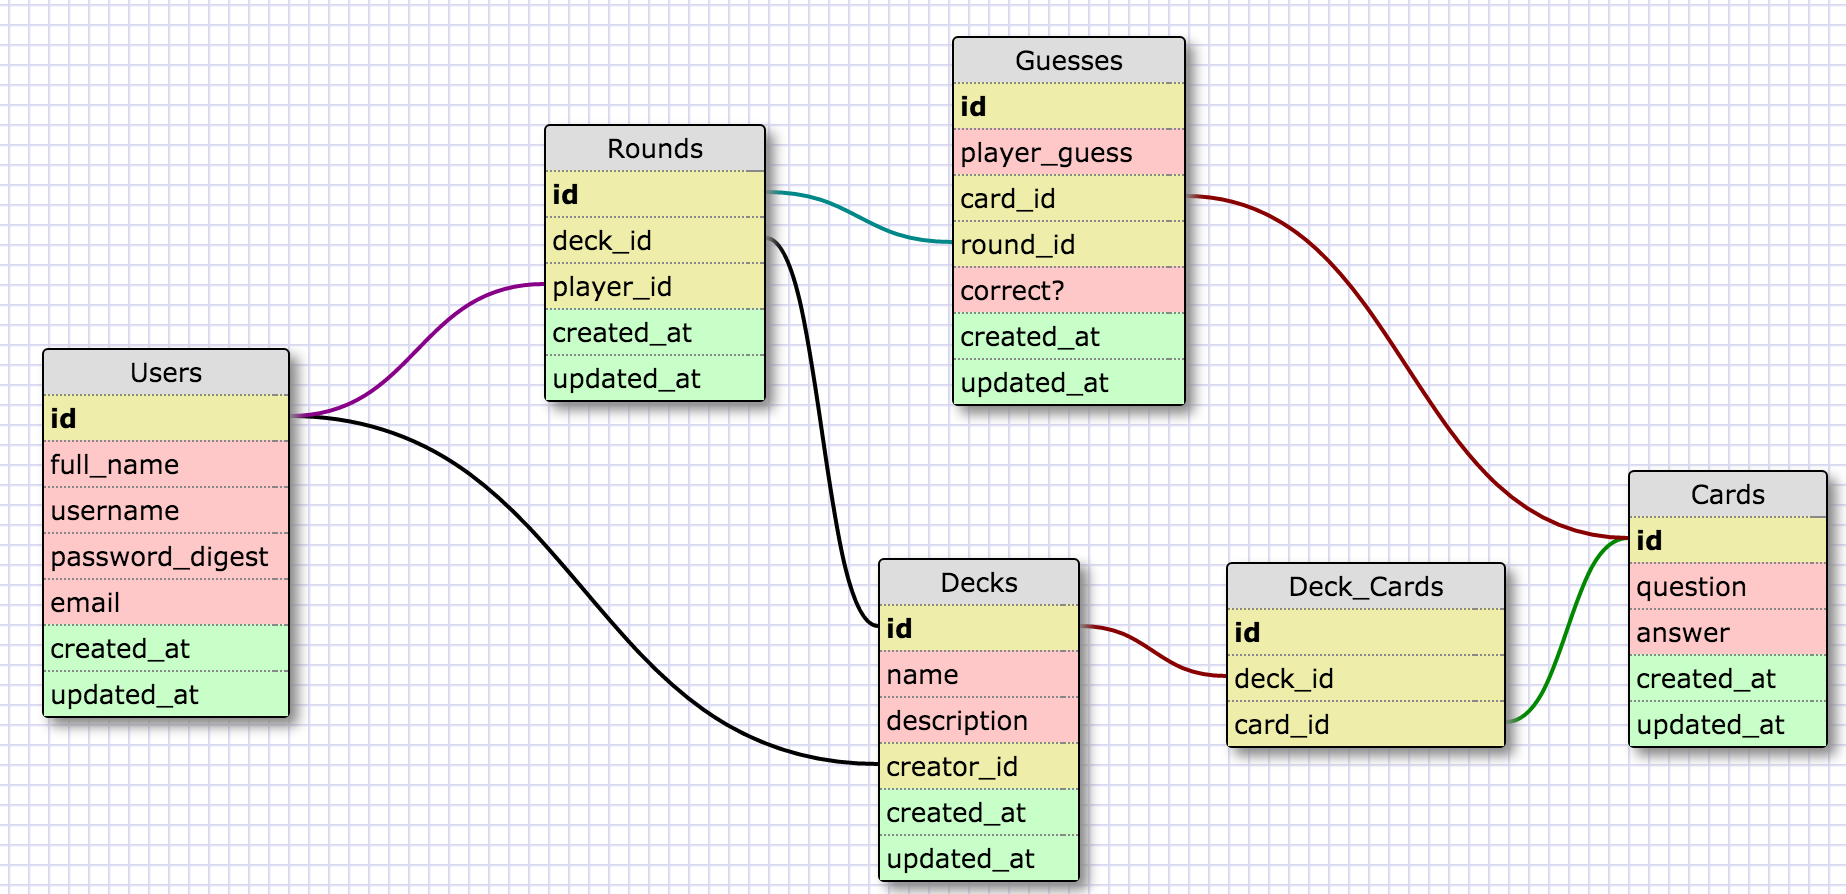 Users
id
full_name
username
password_digest
email
created_at
updated_at
Rounds
id
deck_id
player_id
created_at
updated_at
Guesses
id
player_guess
card_id
round_id
correct?
created_at
updated_at
Decks
id
name
description
creator_id
created_at
updated_at
Deck_Cards
id
deck_id
card_id
Cards
id
question
answer
created_at
updated_at